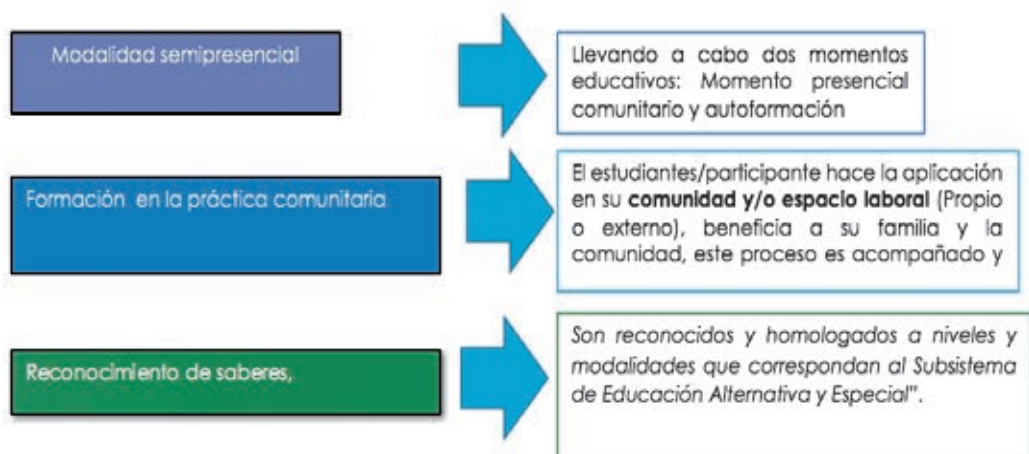 Modalidad semipresencial
Llevando a cabo dos momentos
educativos: Momento presencial
comunitario y autoformación
Formación en la práctica comunitaria
El estudiantes/participante hace la aplicación
en su comunidad y/o espacio laboral (Propio
o externo), beneficia a su familia y la
comunidad, este proceso es acompañado y
Reconocimiento de saberes,
Son reconocidos y homologados a niveles y
modalidades que correspondan al Subsistema
de Educación Alternativa y Especial".